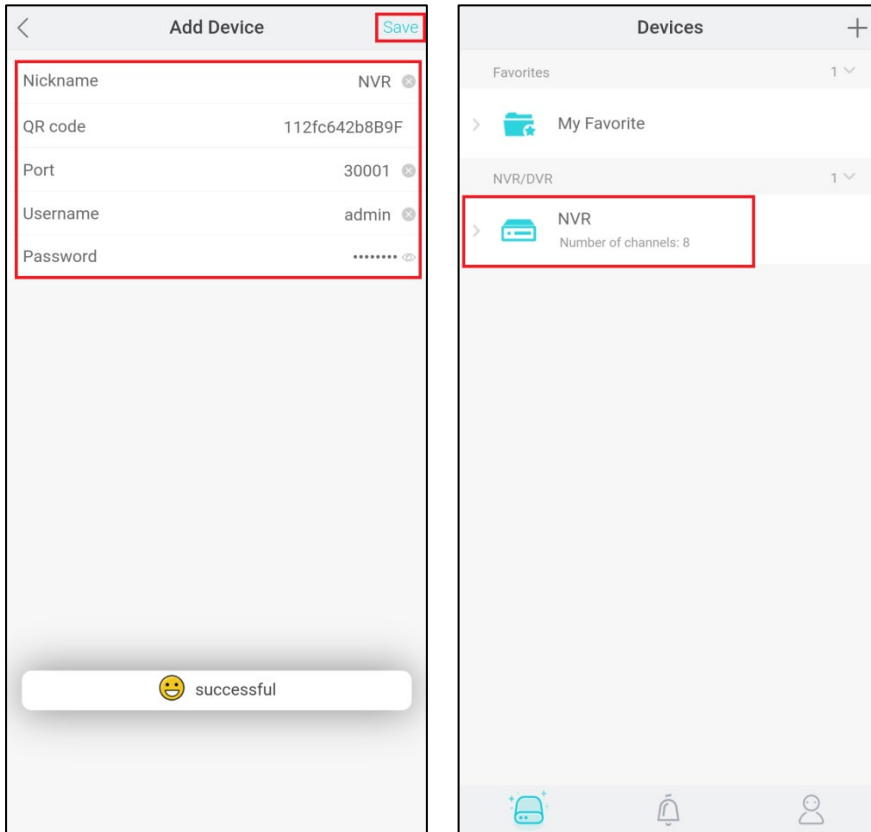 Add Device
Save
Nickname
NVR
QR code
112fc642b8B9F
Port
30001
Username
admin
Password
••••••••
successful
Devices
Favorites
1
My Favorite
NVR/DVR
1
NVR
Number of channels: 8